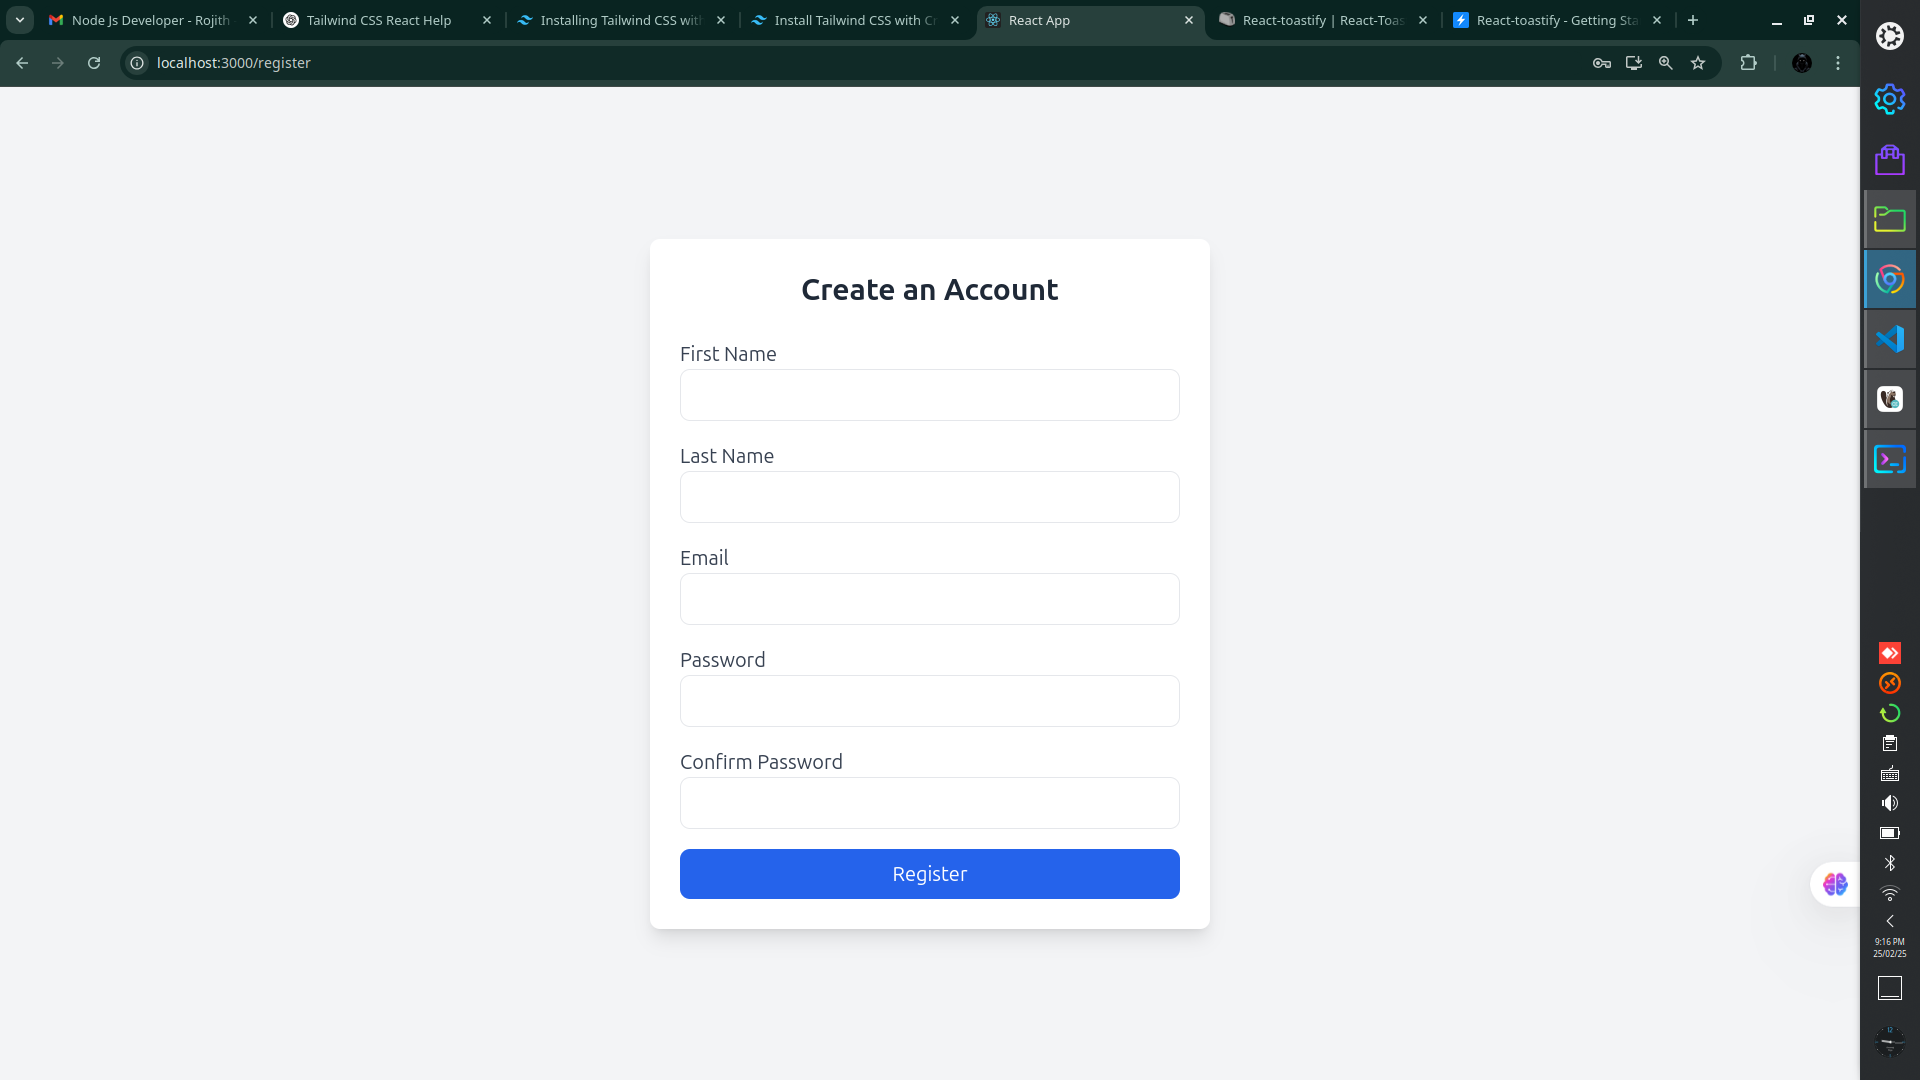 Node Js Developer - Rojith
Tailwind CSS React Help
Installing Tailwind CSS with
Install Tailwind CSS with Cr
React App
React-toastify | React-Toas
React-toastify - Getting Sta
localhost:3000/register
Create an Account
First Name
Last Name
Email
Password
Confirm Password
Register
9:16 PM
25/02/25
12